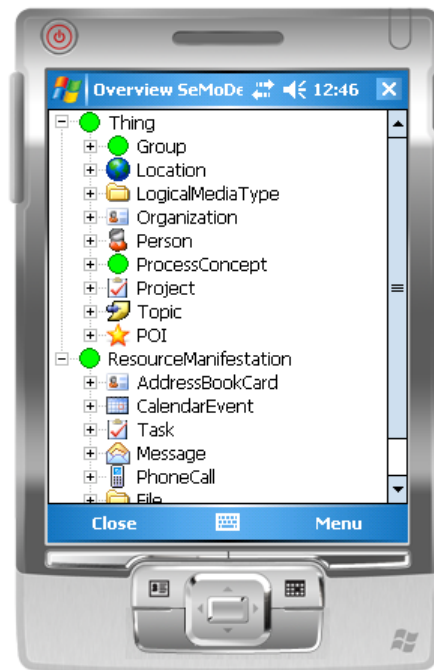 Overview SeMoDe 12:46
Thing
Group
Location
LogicalMediaType
Organization
Person
ProcessConcept
Project
Topic
POI
ResourceManifestation
AddressBookCard
CalendarEvent
Task
Message
PhoneCall
File
Close Menu